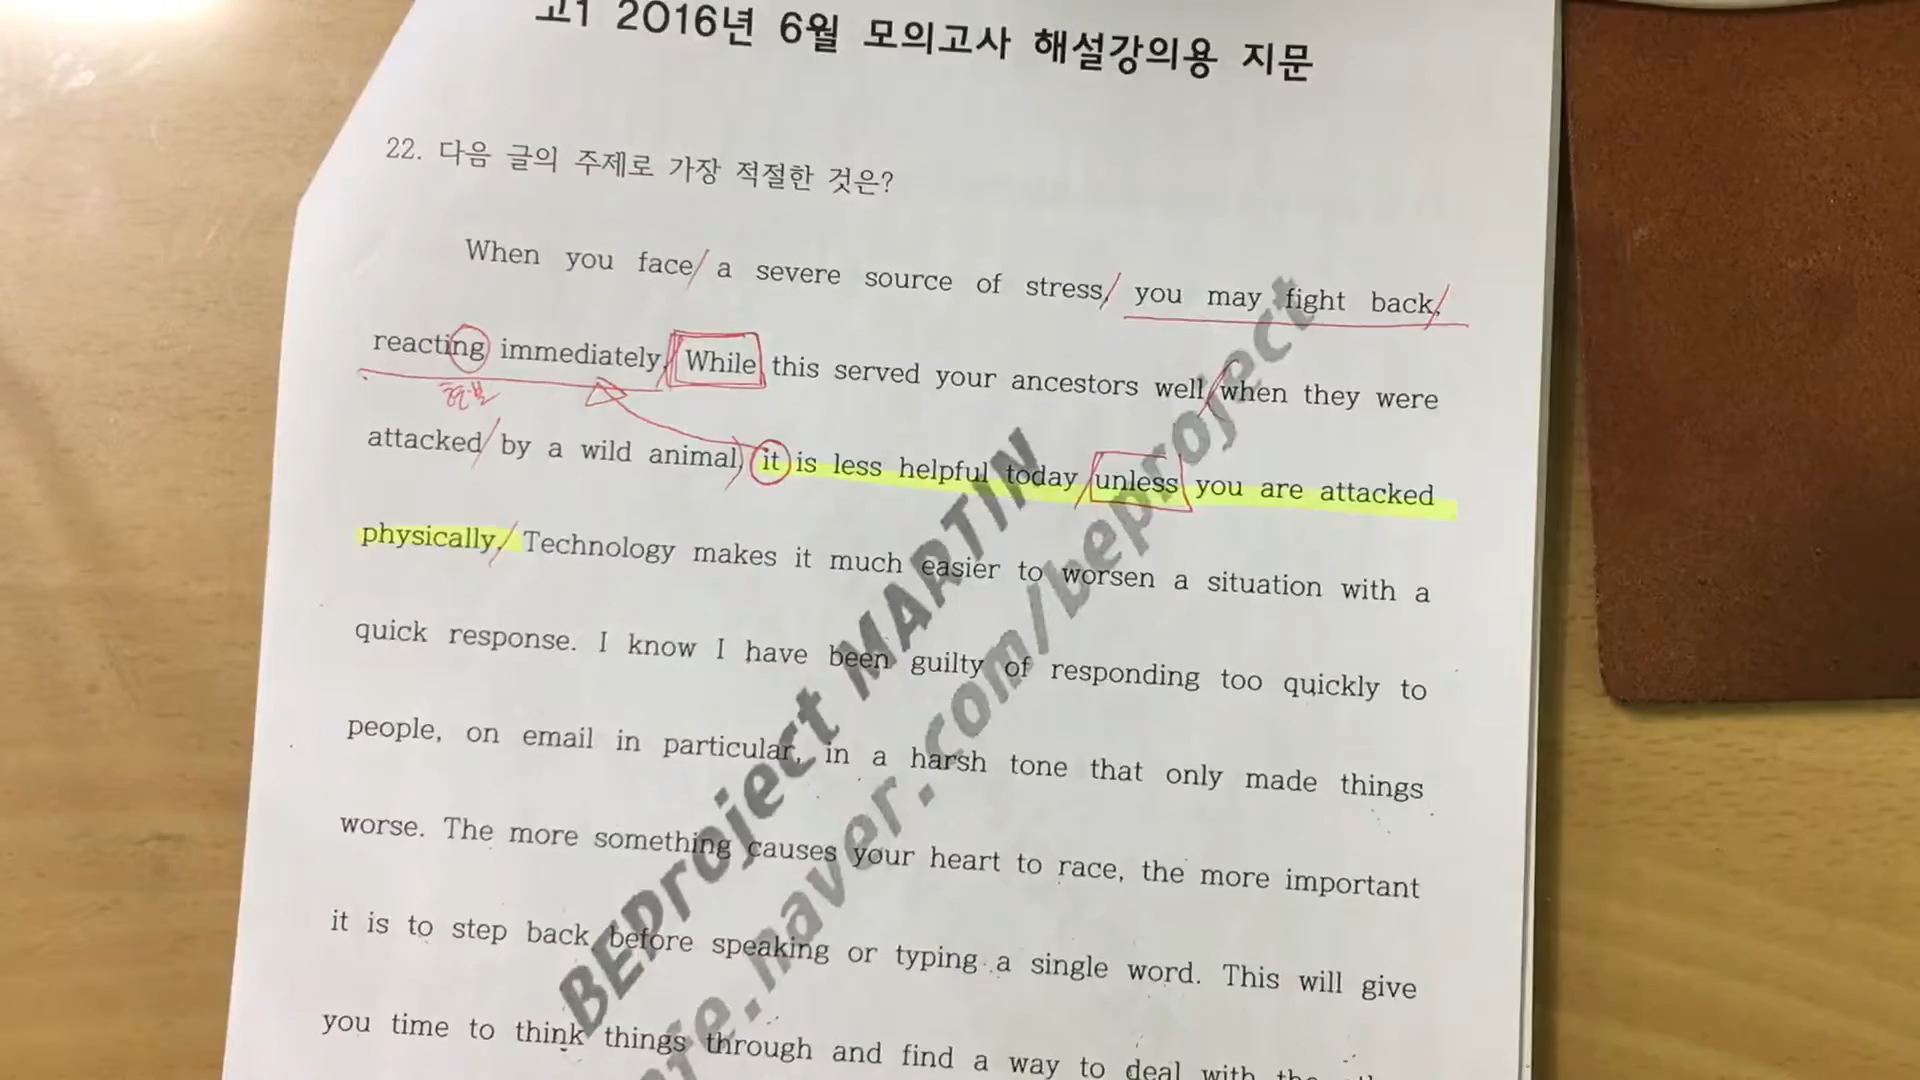 고1 2016년 6월 모의고사 해설강의용 지문
22. 다음 글의 주제로 가장 적절한 것은?
When you face a severe source of stress, you may fight back,
reacting immediately. While this served your ancestors well when they were
attacked by a wild animal, it is less helpful today unless you are attacked
physically. Technology makes it much easier to worsen a situation with a
quick response. I know I have been guilty of responding too quickly to
people, on email in particular, in a harsh tone that only made things
worse. The more something causes your heart to race, the more important
it is to step back before speaking or typing a single word. This will give
you time to think things through and find a way to deal with the
BEProject MARTIN
.naver.com/beproject